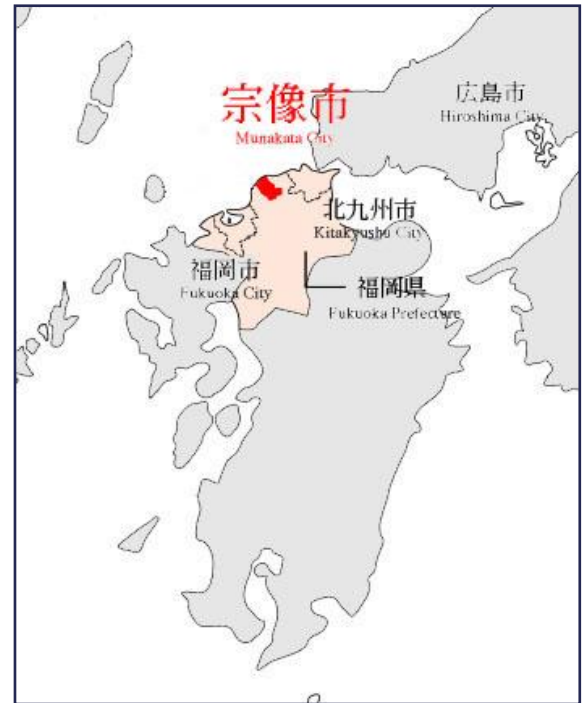 宗像市
Munakata City
広島市
Hiroshima City
北九州市
Kitakyushu City
福岡市
Fukuoka City
福岡県
Fukuoka Prefecture